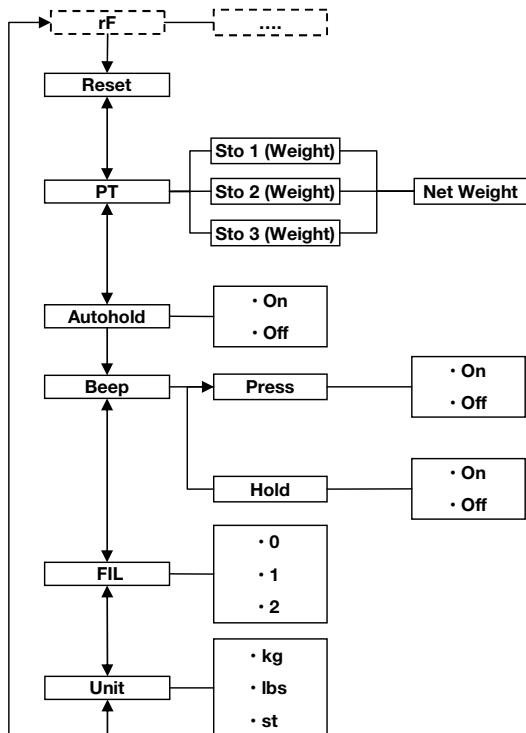 rF
....
Reset
Sto 1 (Weight)
PT
Sto 2 (Weight)
Net Weight
Sto 3 (Weight)
Autohold
· On
· Off
Beep
Press
· On
· Off
Hold
· On
· Off
FIL
· 0
· 1
· 2
Unit
· kg
· lbs
· st